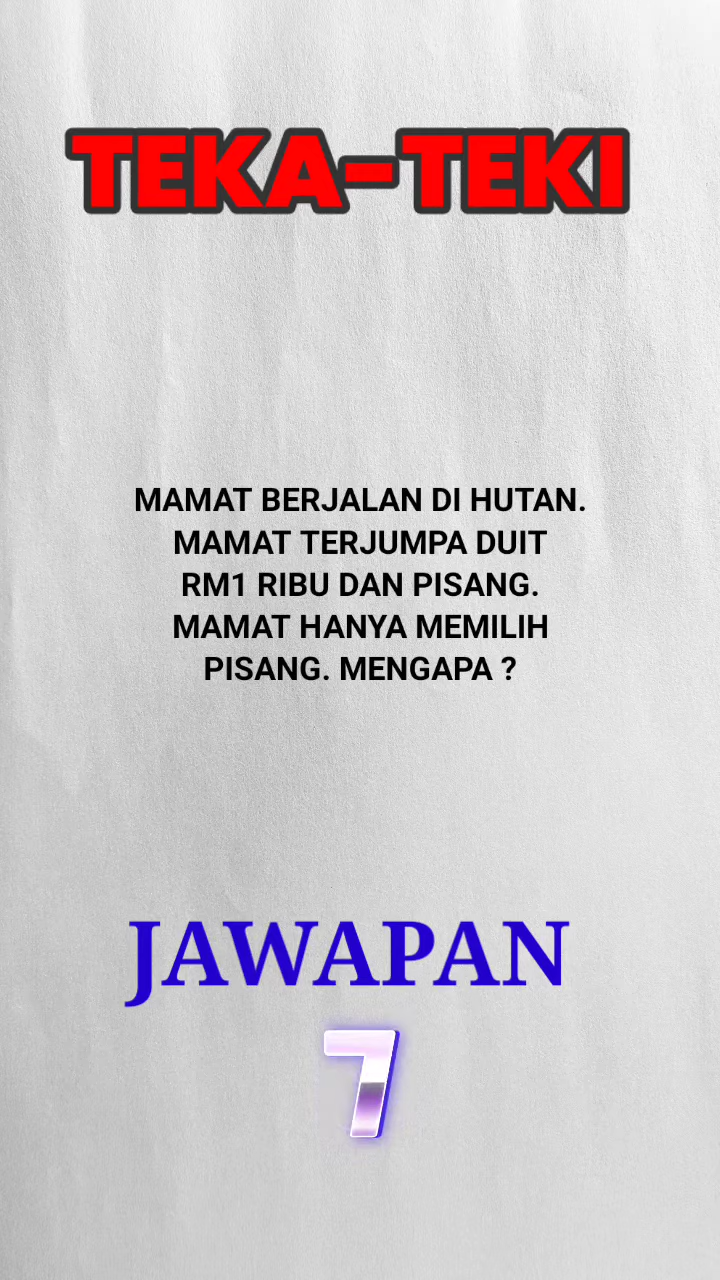 TEKA-TEKI
MAMAT BERJALAN DI HUTAN.
MAMAT TERJUMPA DUIT
RM1 RIBU DAN PISANG.
MAMAT HANYA MEMILIH
PISANG. MENGAPA ?
JAWAPAN
7